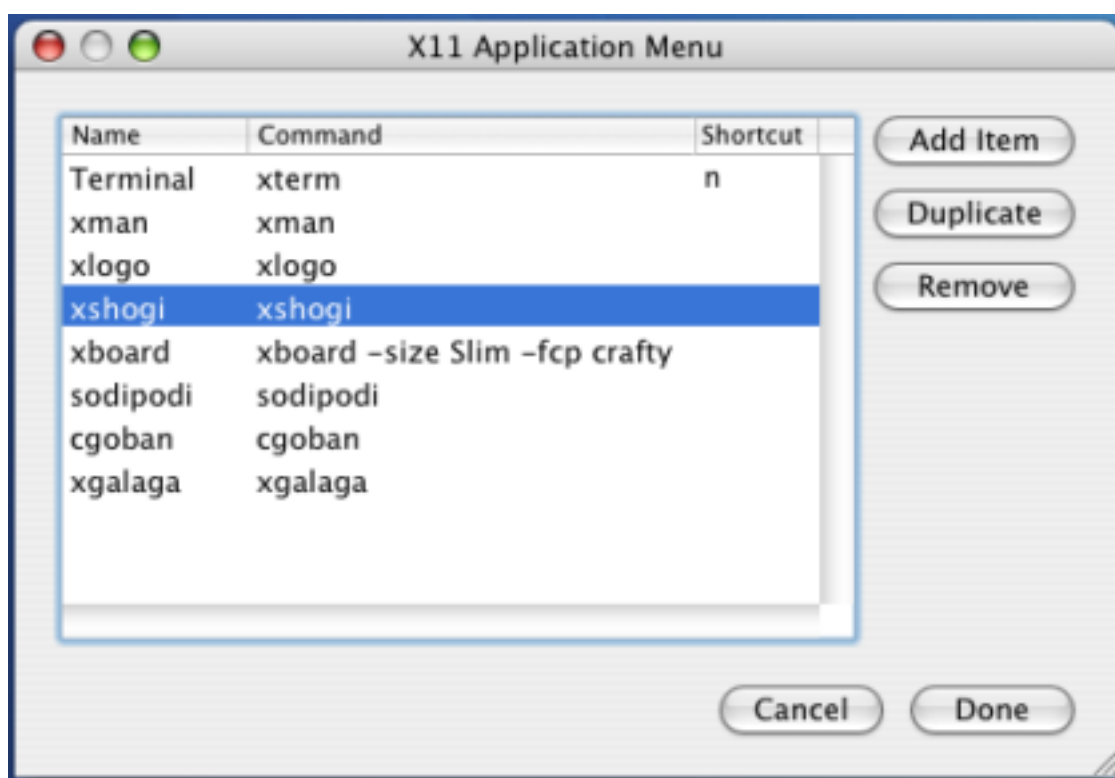 X11 Application Menu
Name Command Shortcut
Terminal xterm n
xman xman
xlogo xlogo
xshogi xshogi
xboard xboard -size Slim -fcp crafty
sodipodi sodipodi
cgoban cgoban
xgalaga xgalaga
Add Item
Duplicate
Remove
Cancel Done